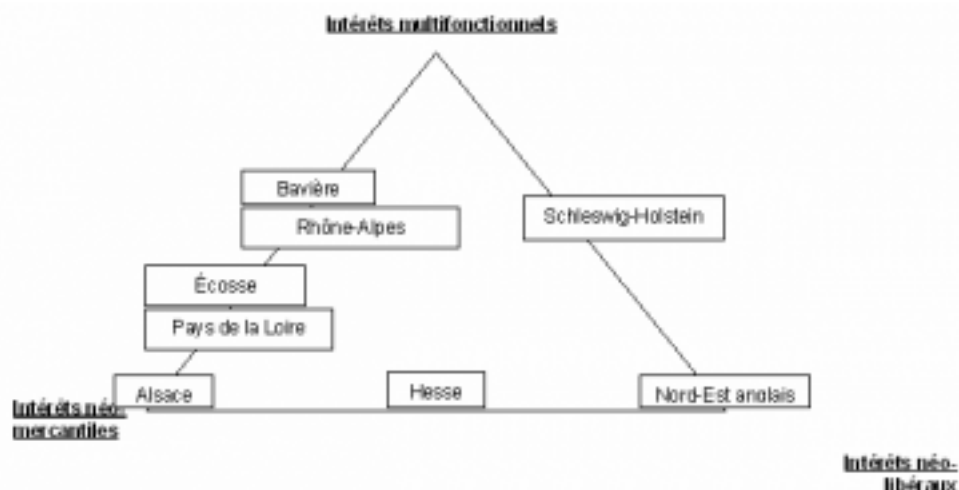 Intérêts multifonctionnels
Bavière
Rhône-Alpes
Schleswig-Holstein
Écosse
Pays de la Loire
Alsace
Hesse
Nord-Est anglais
Intérêts néo-
mercantiles
Intérêts néo-
libéraux